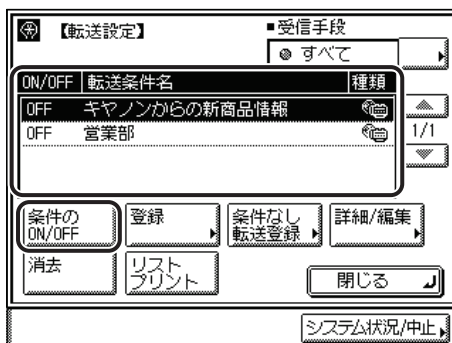 【転送設定】
■受信手段
すべて
ON/OFF 転送条件名 種類
OFF キヤノンからの新商品情報
OFF 営業部
1/1
条件の
ON/OFF
登録
条件なし
転送登録
詳細/編集
消去
リスト
プリント
閉じる
システム状況/中止